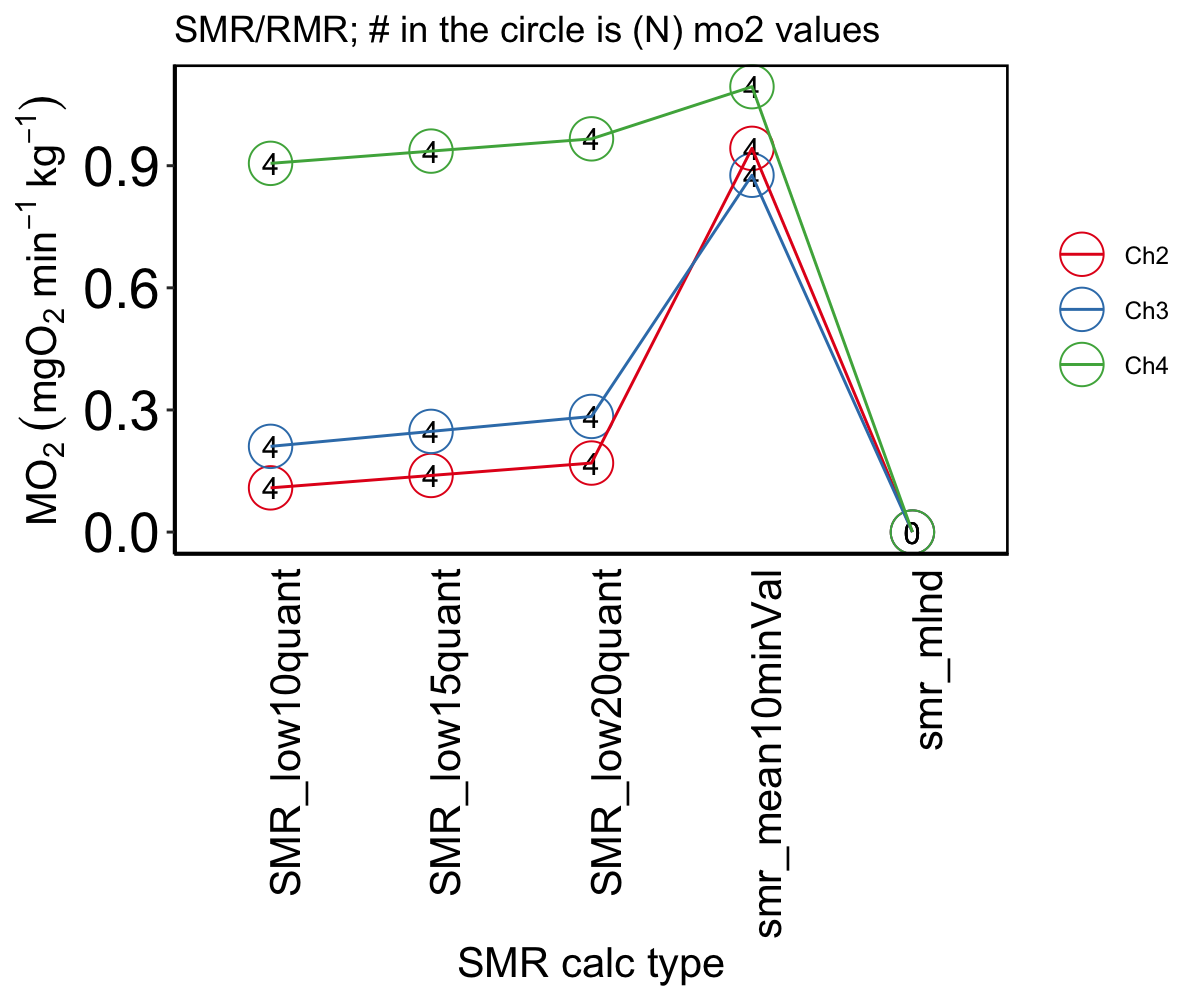 SMR/RMR; # in the circle is (N) mo2 values
MO₂ (mgO₂ min⁻¹ kg⁻¹)
0.9
0.6
0.3
0.0
4 4 4 4
4
4
4 4 4
4 4 4
0
Ch2
Ch3
Ch4
SMR_low10quant
SMR_low15quant
SMR_low20quant
smr_mean10minVal
smr_mlnd
SMR calc type